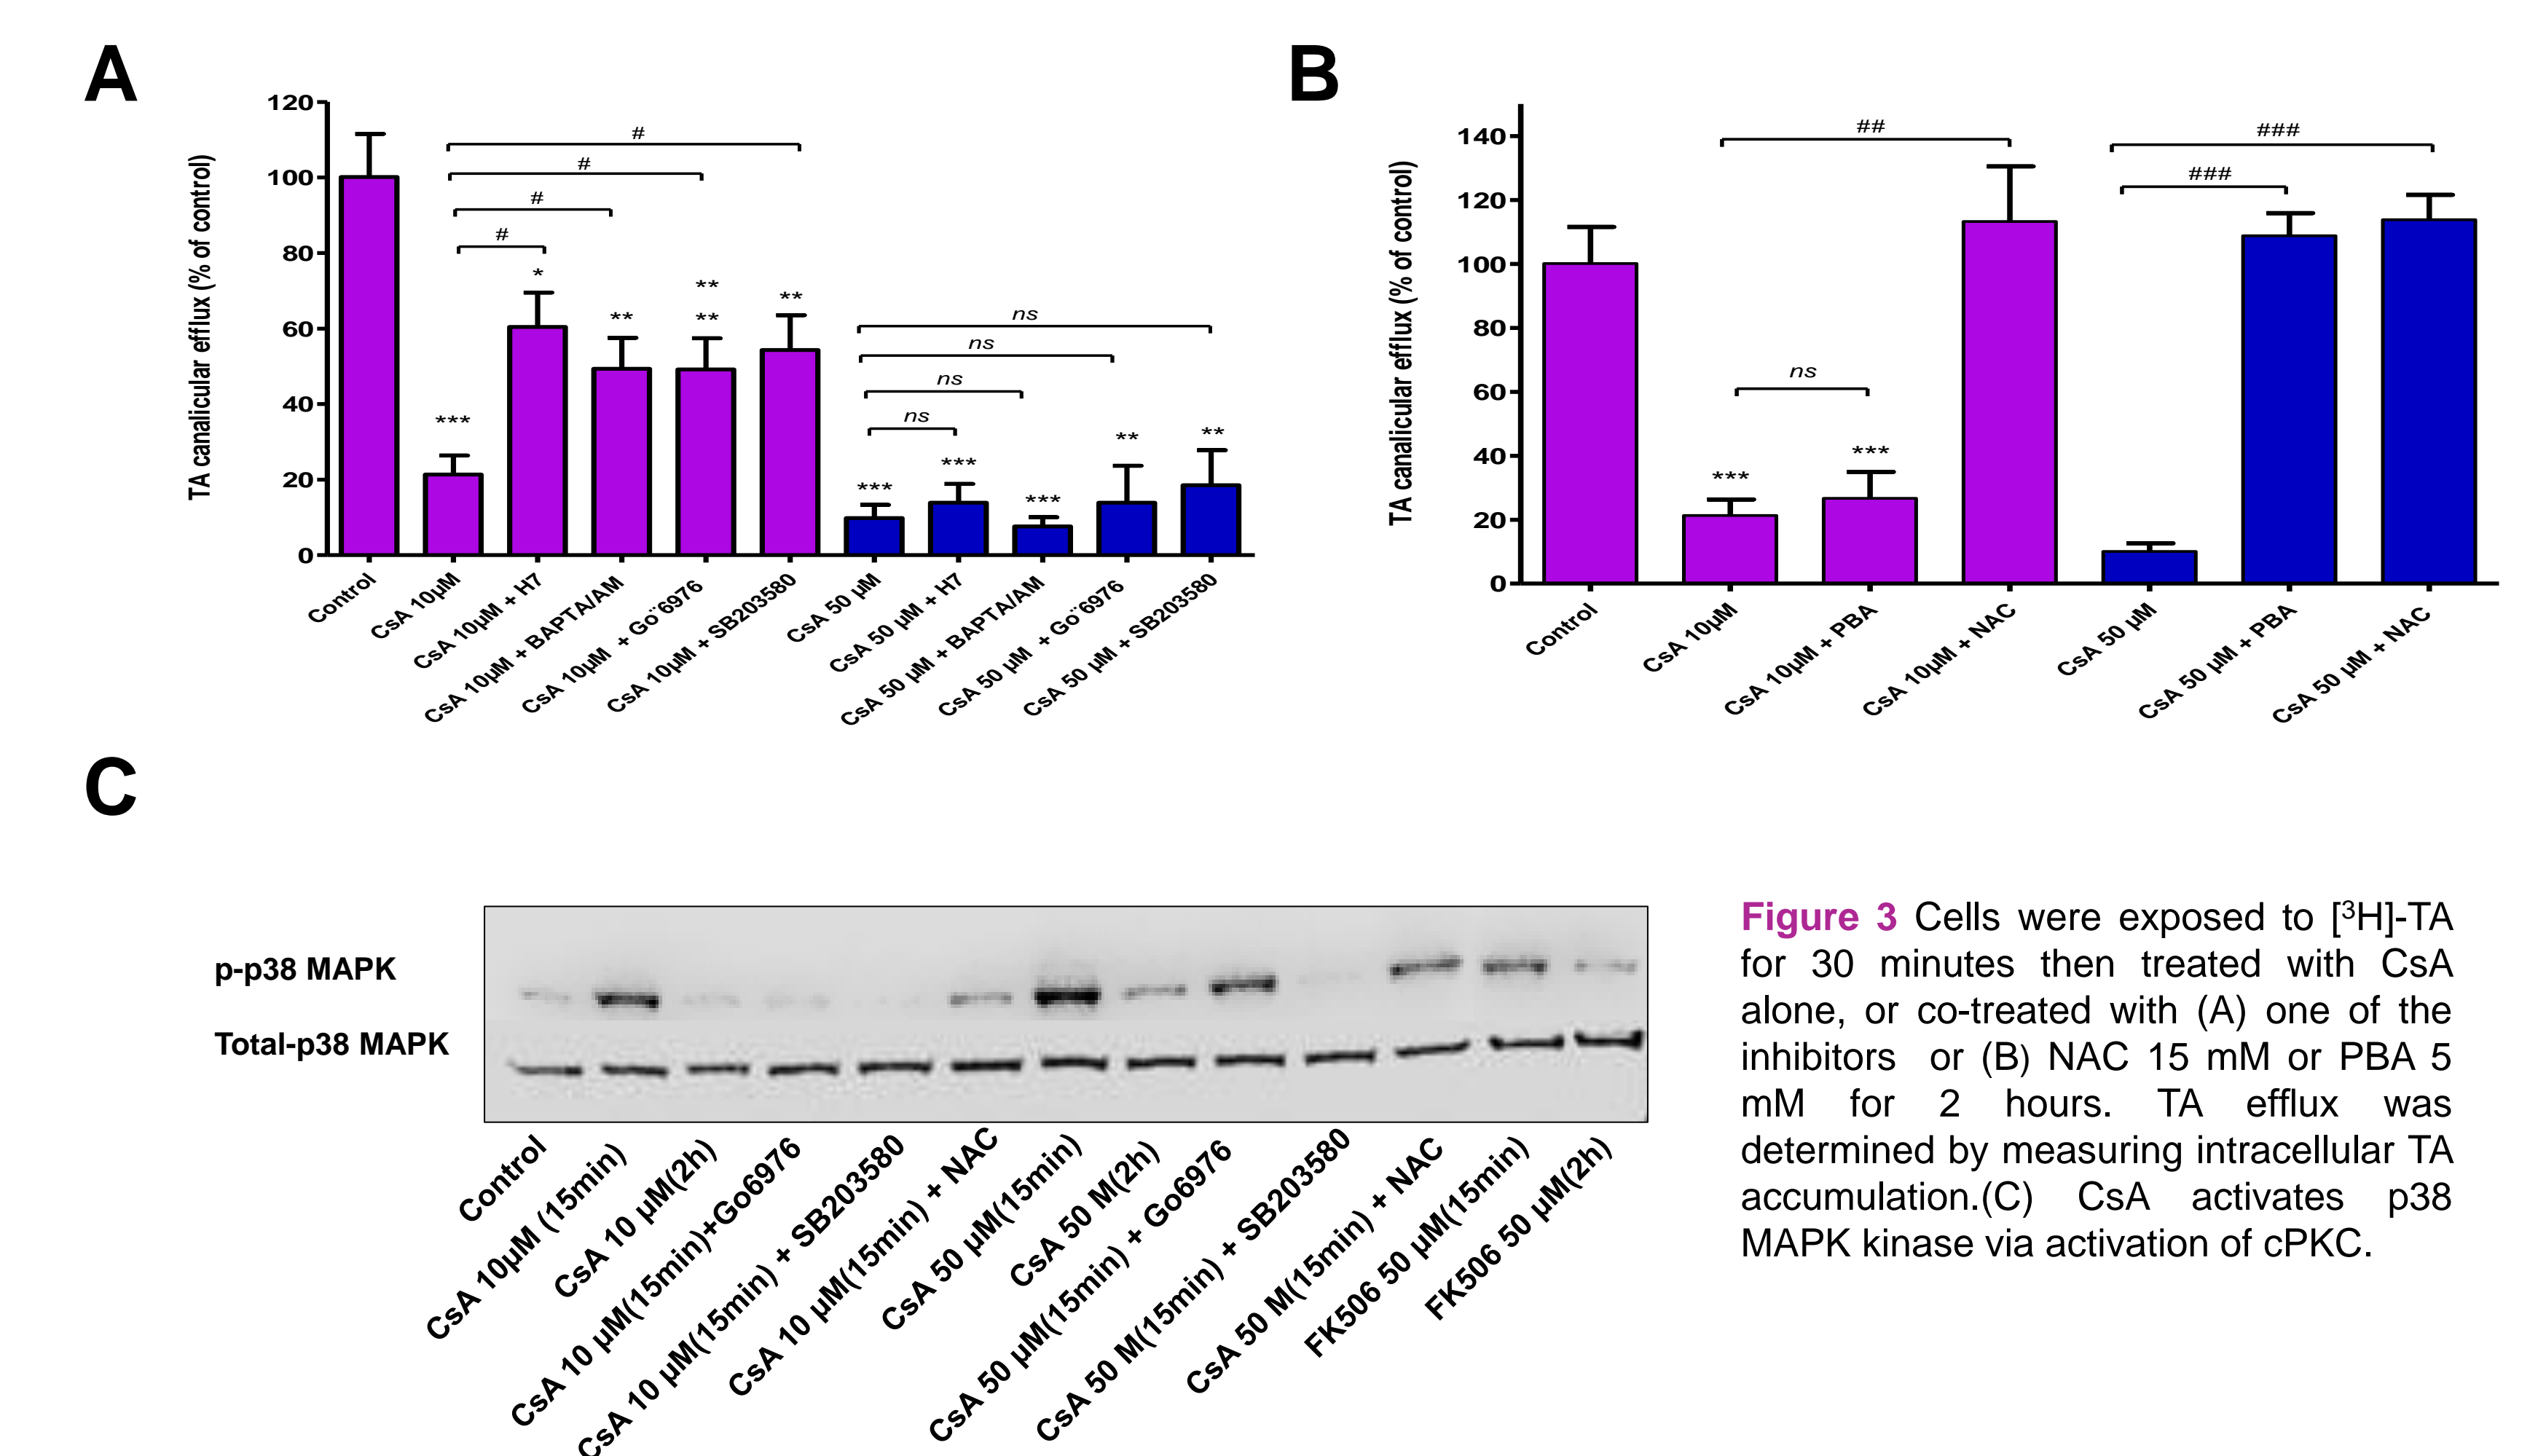 A
TA canalicular efflux (% of control)
120
100
80
60
40
20
0
#
#
#
#
***
*
**
**
**
**
ns
ns
ns
ns
***
***
***
**
**
Control
CsA 10µM
CsA 10µM + H7
CsA 10µM + BAPTA/AM
CsA 10µM + Go¨6976
CsA 10µM + SB203580
CsA 50 µM
CsA 50 µM + H7
CsA 50 µM + BAPTA/AM
CsA 50 µM + Go¨6976
CsA 50 µM + SB203580
B
TA canalicular efflux (% of control)
140
120
100
80
60
40
20
0
##
###
###
ns
***
***
Control
CsA 10µM
CsA 10µM + PBA
CsA 10µM + NAC
CsA 50 µM
CsA 50 µM + PBA
CsA 50 µM + NAC
C
p-p38 MAPK
Total-p38 MAPK
Control
CsA 10µM (15min)
CsA 10 µM(2h)
CsA 10 µM(15min)+Go6976
CsA 10 µM(15min) + SB203580
CsA 10 µM(15min) + NAC
CsA 50 µM(15min)
CsA 50 M(2h)
CsA 50 µM(15min) + Go6976
CsA 50 M(15min) + SB203580
CsA 50 M(15min) + NAC
FK506 50 µM(15min)
FK506 50 µM(2h)
Figure 3 Cells were exposed to [³H]-TA
for 30 minutes then treated with CsA
alone, or co-treated with (A) one of the
inhibitors or (B) NAC 15 mM or PBA 5
mM for 2 hours. TA efflux was
determined by measuring intracellular TA
accumulation.(C) CsA activates p38
MAPK kinase via activation of cPKC.